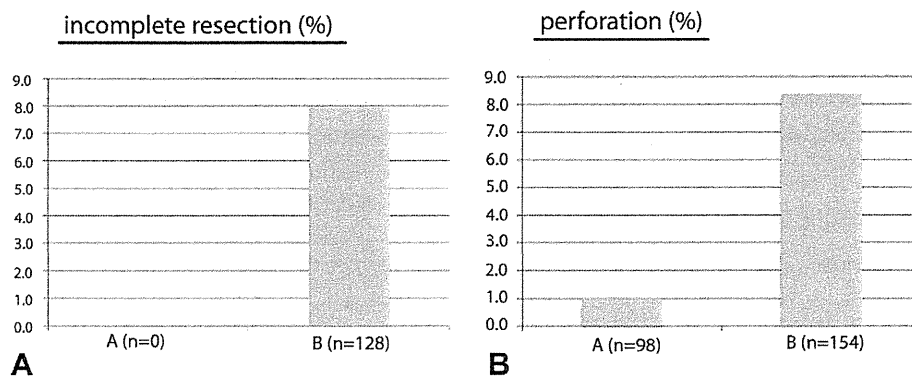 incomplete resection (%)
9.0
8.0
7.0
6.0
5.0
4.0
3.0
2.0
1.0
0.0
A (n=0)
B (n=128)
A
perforation (%)
9.0
8.0
7.0
6.0
5.0
4.0
3.0
2.0
1.0
0.0
A (n=98)
B (n=154)
B